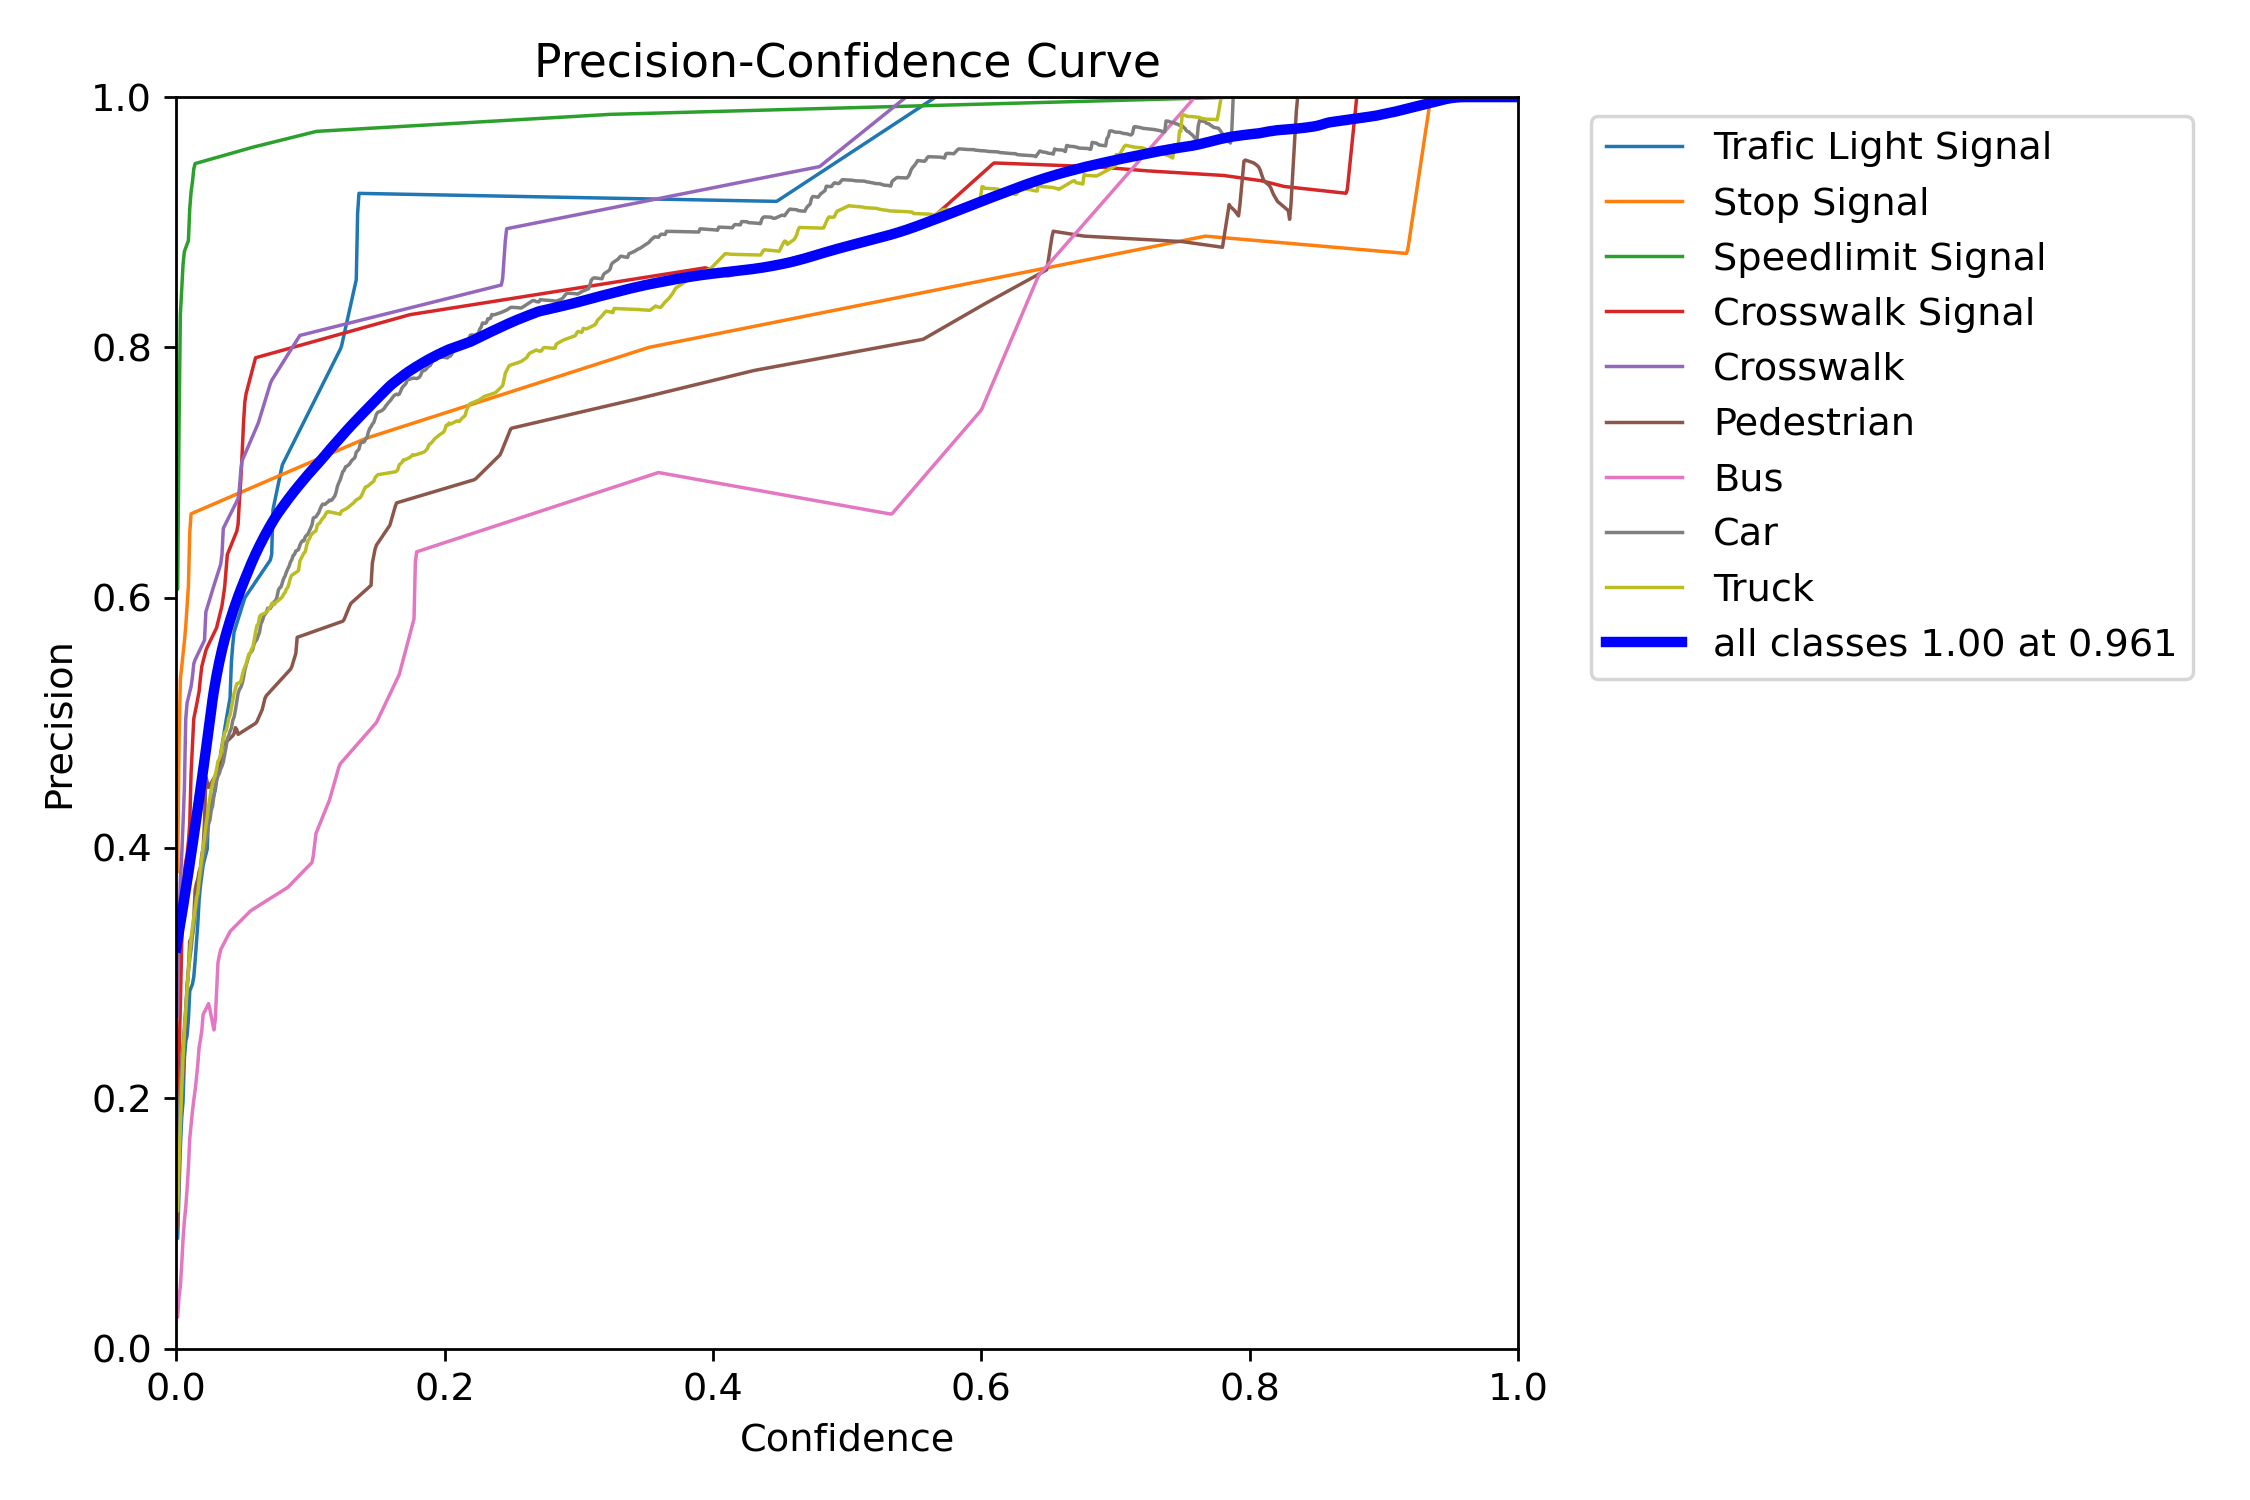 Precision-Confidence Curve
1.0
0.8
0.6
0.4
0.2
0.0
Precision
0.0 0.2 0.4 0.6 0.8 1.0
Confidence
Trafic Light Signal
Stop Signal
Speedlimit Signal
Crosswalk Signal
Crosswalk
Pedestrian
Bus
Car
Truck
all classes 1.00 at 0.961